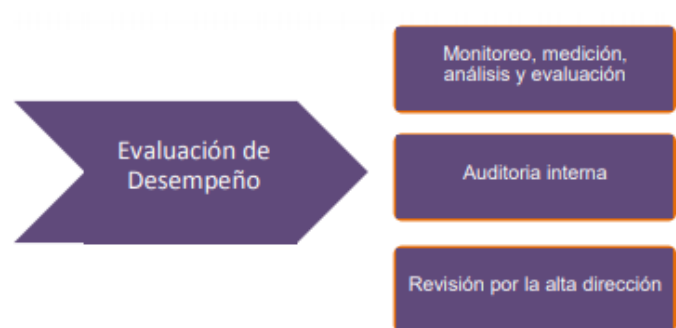 Evaluación de
Desempeño
Monitoreo, medición,
análisis y evaluación
Auditoria interna
Revisión por la alta dirección